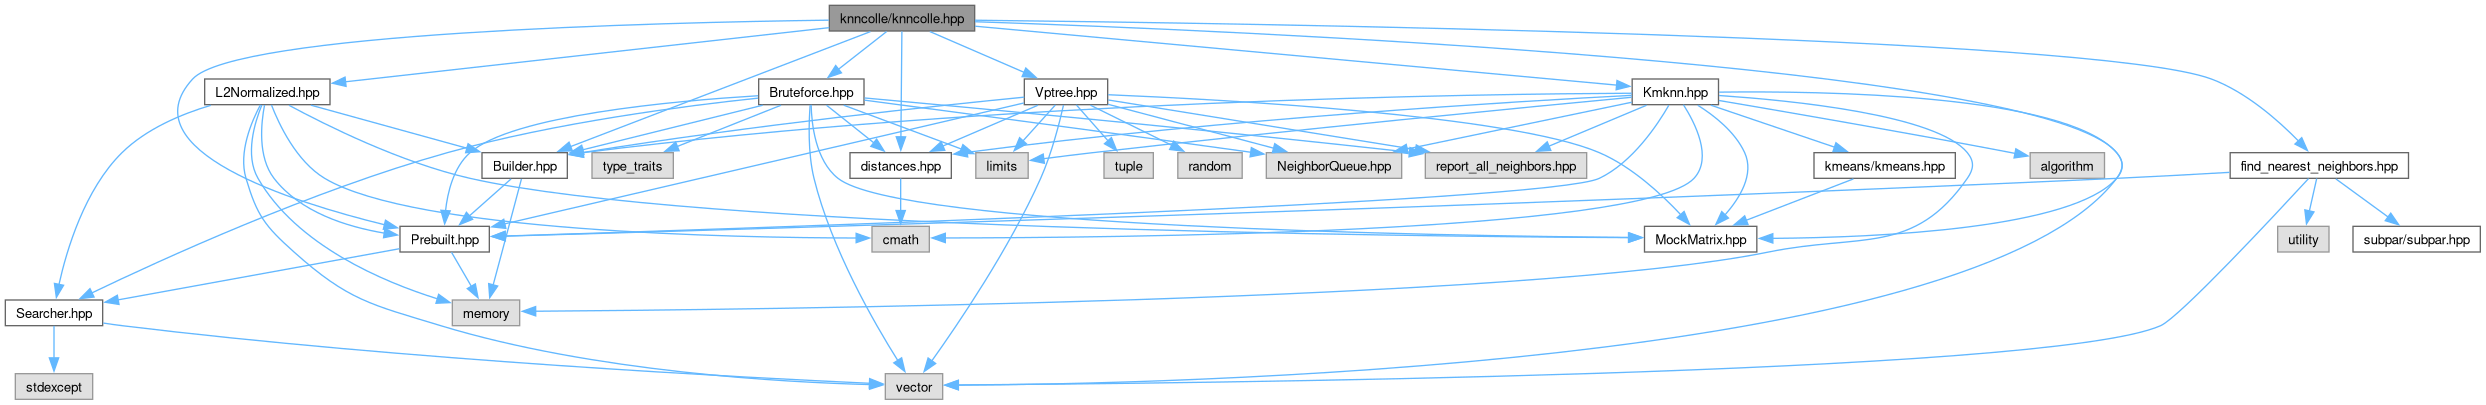 knncolle/knncolle.hpp
L2Normalized.hpp
Bruteforce.hpp
Vptree.hpp
Kmknn.hpp
Builder.hpp
type_traits
distances.hpp
limits
tuple
random
NeighborQueue.hpp
report_all_neighbors.hpp
kmeans/kmeans.hpp
algorithm
find_nearest_neighbors.hpp
Prebuilt.hpp
cmath
MockMatrix.hpp
utility
subpar/subpar.hpp
Searcher.hpp
memory
stdexcept
vector